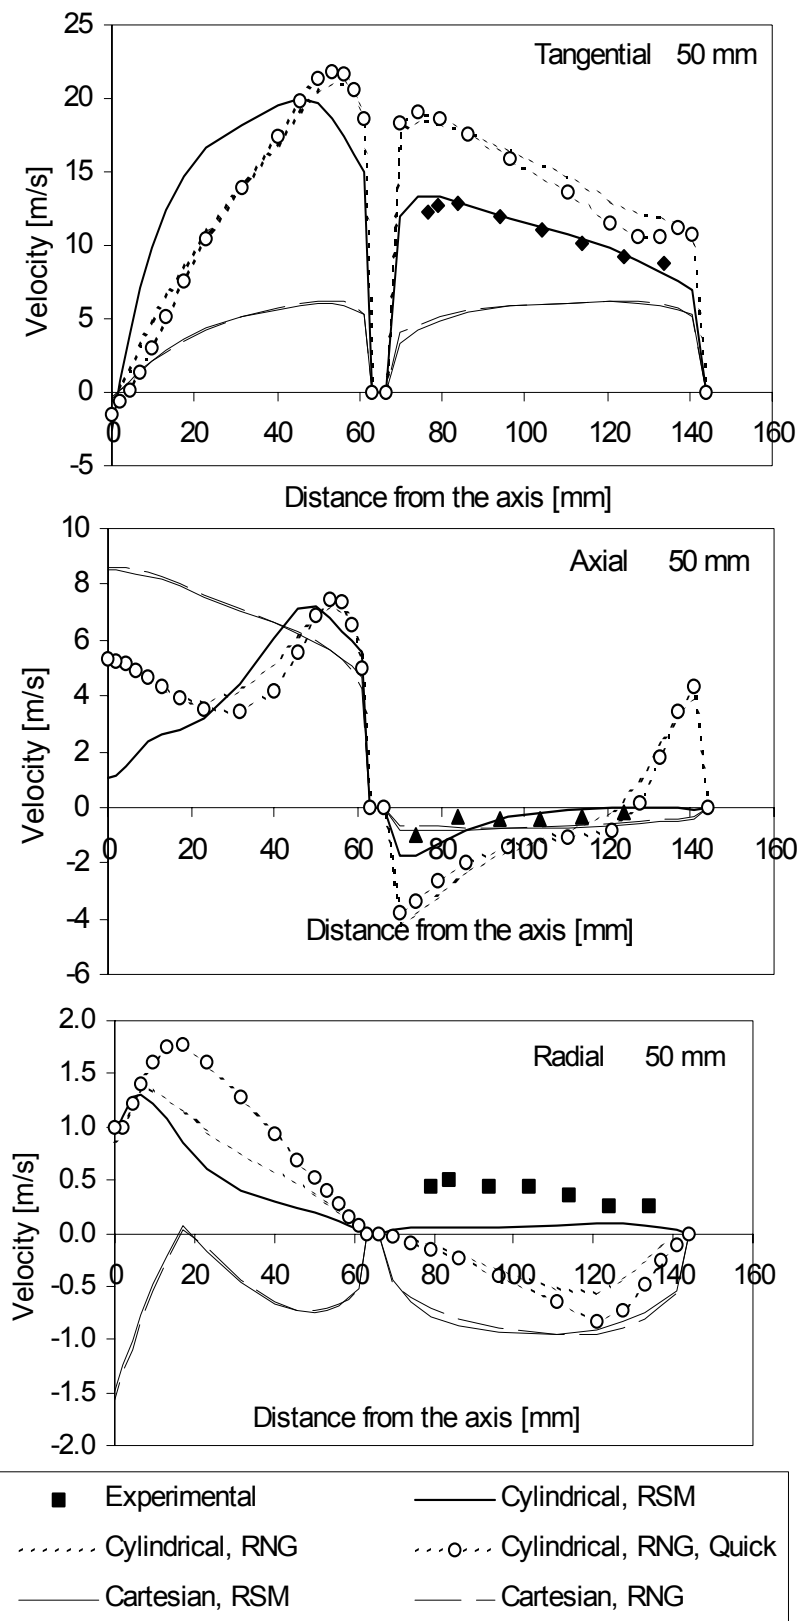 Tangential 50 mm
25
20
15
10
5
0
-5
0 20 40 60 80 100 120 140 160
Velocity [m/s]
Distance from the axis [mm]
Axial 50 mm
10
8
6
4
2
0
-2
-4
-6
0 20 40 60 80 100 120 140 160
Velocity [m/s]
Distance from the axis [mm]
Radial 50 mm
2.0
1.5
1.0
0.5
0.0
-0.5
-1.0
-1.5
-2.0
0 20 40 60 80 100 120 140 160
Velocity [m/s]
Distance from the axis [mm]
Experimental
Cylindrical, RSM
Cylindrical, RNG
Cylindrical, RNG, Quick
Cartesian, RSM
Cartesian, RNG